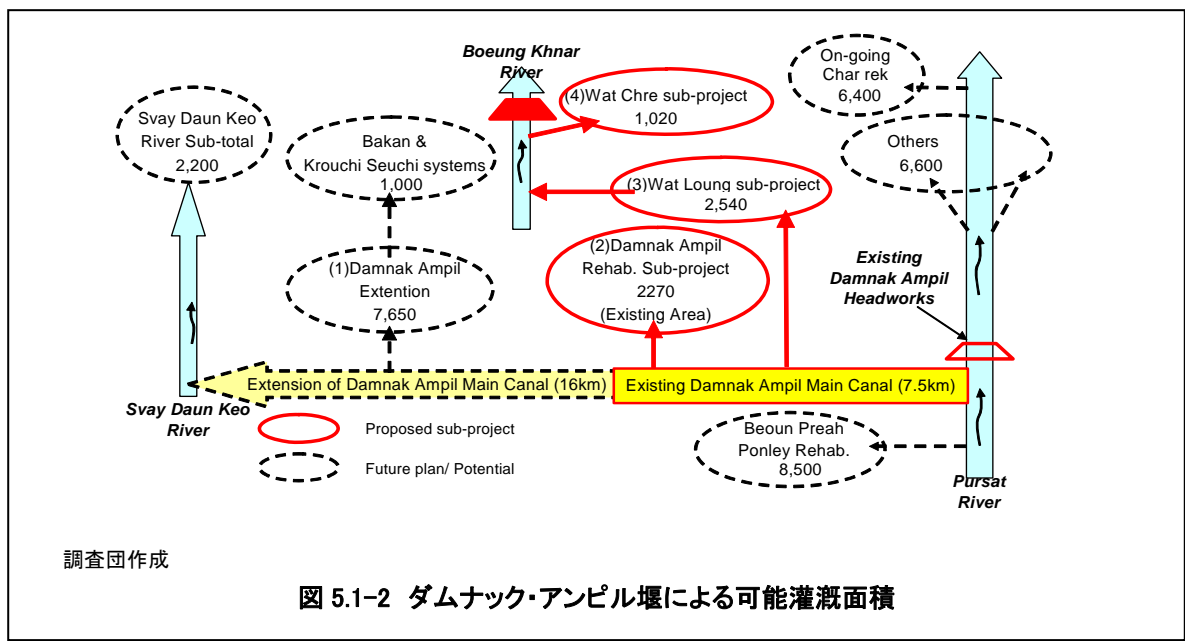 Boeung Khnar
River
On-going
Char rek
6,400
Svay Daun Keo
River Sub-total
2,200
Bakan &
Krouchi Seuchi systems
1,000
(4)Wat Chre sub-project
1,020
Others
6,600
(3)Wat Loung sub-project
2,540
(1)Damnak Ampil
Extention
7,650
(2)Damnak Ampil
Rehab. Sub-project
2270
(Existing Area)
Existing
Damnak Ampil
Headworks
Extension of Damnak Ampil Main Canal (16km)
Existing Damnak Ampil Main Canal (7.5km)
Svay Daun Keo
River
Proposed sub-project
Future plan/ Potential
Beoun Preah
Ponley Rehab.
8,500
Pursat
River
調査団作成
図 5.1-2 ダムナック・アンピル堰による可能灌漑面積